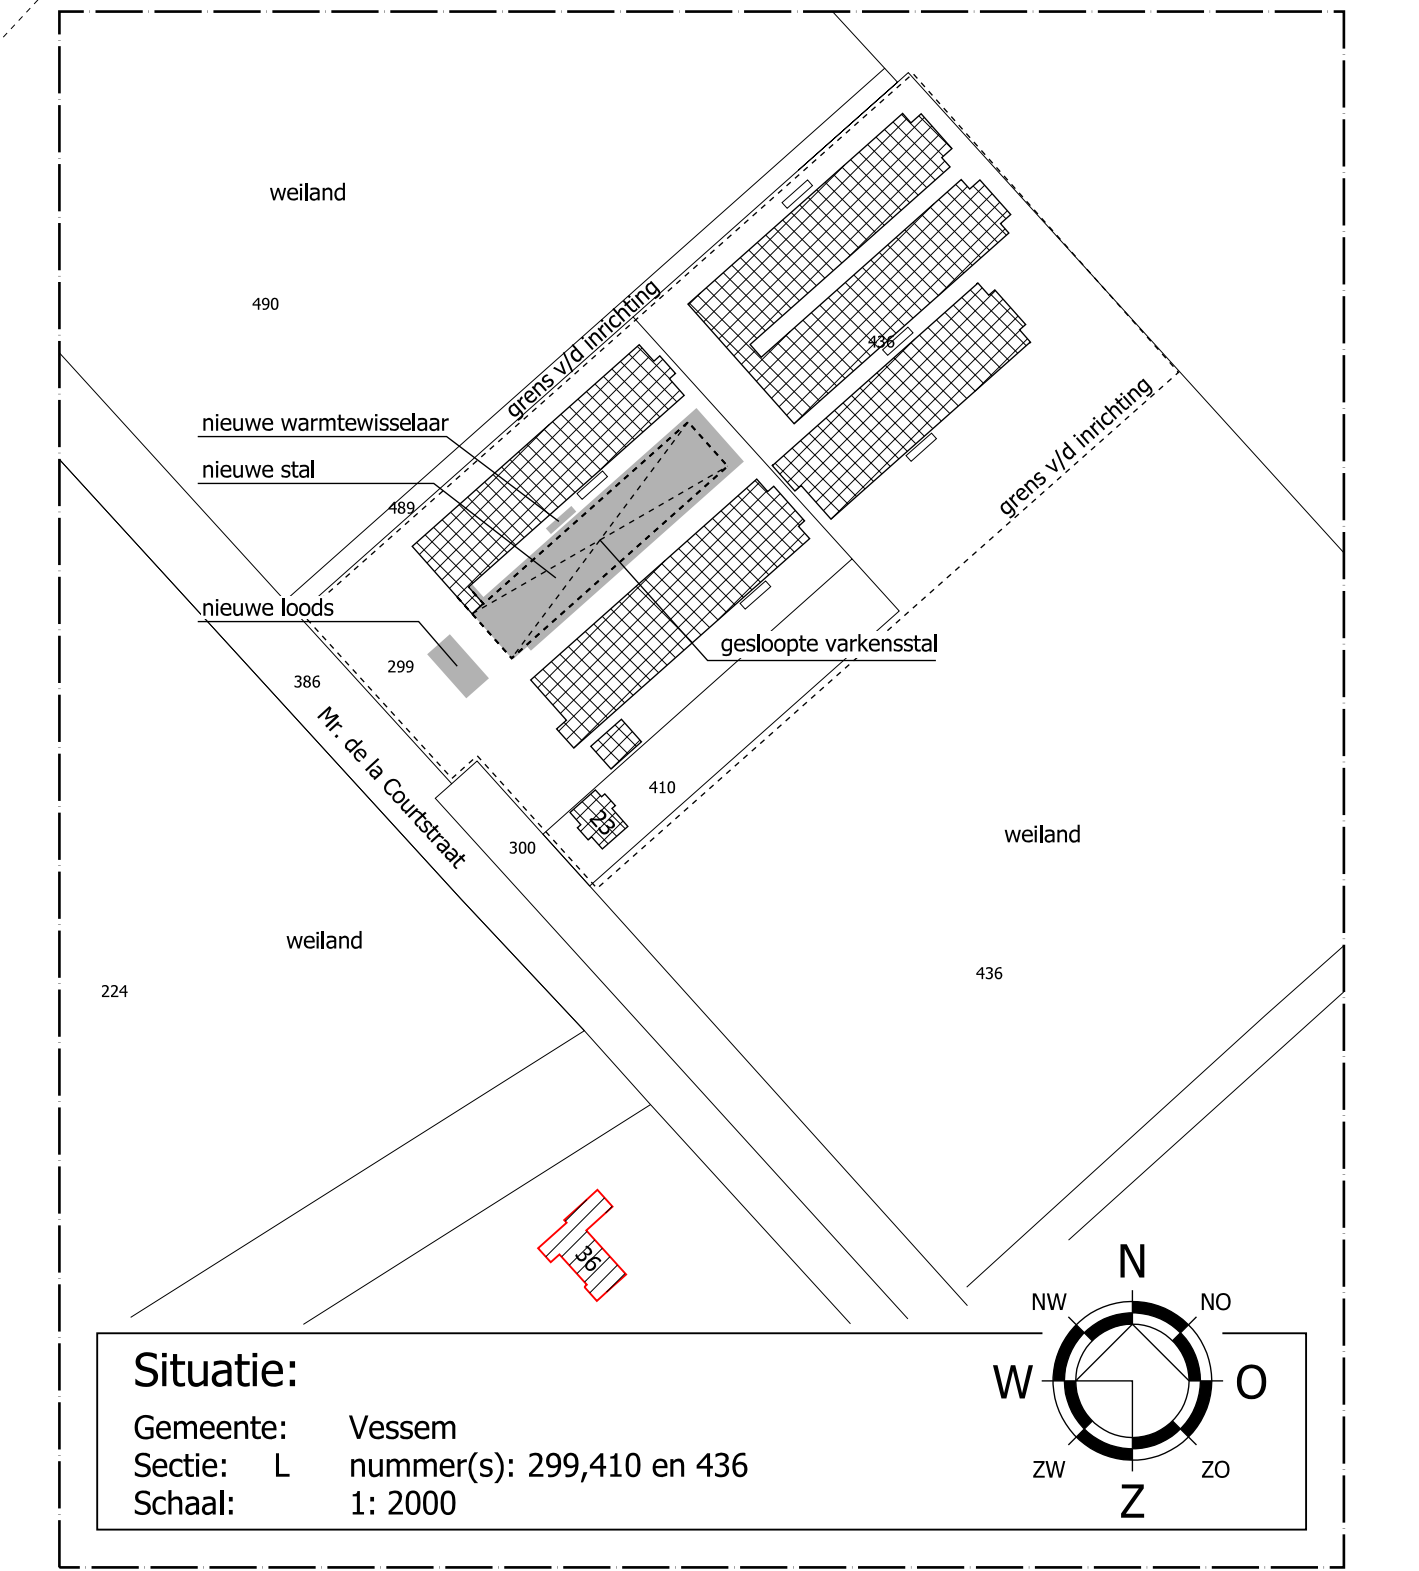 weiland
490
grens v/d inrichting
436
nieuwe warmtewisselaar
nieuwe stal
489
grens v/d inrichting
nieuwe loods
299
386
gesloopte varkensstal
Mr. de la Courtstraat
410
23
300
weiland
weiland
436
224
36
N
NW
NO
W
O
ZW
ZO
Z
Situatie:
Gemeente: Vessem
Sectie: L nummer(s): 299,410 en 436
Schaal: 1: 2000